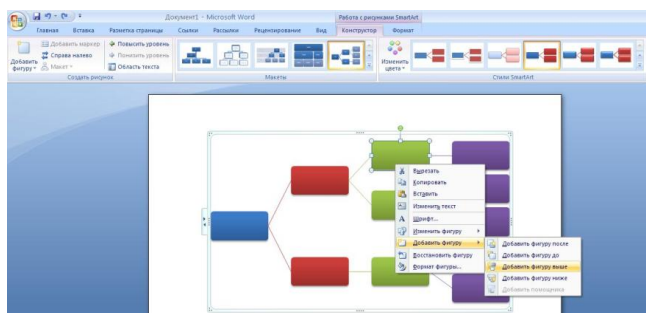 Документ1 - Microsoft Word
Работа с рисунками SmartArt
Главная
Вставка
Разметка страницы
Ссылки
Рассылки
Рецензирование
Вид
Конструктор
Формат
Добавить фигуру
Добавить маркер
Справа налево
Макет
Повысить уровень
Понизить уровень
Область текста
Создать рисунок
Макеты
Изменить цвета
Стили SmartArt
Вырезать
Копировать
Вставить
Изменить текст
Шрифт...
Изменить фигуру
Добавить фигуру
Восстановить фигуру
Формат фигуры...
Добавить фигуру после
Добавить фигуру до
Добавить фигуру выше
Добавить фигуру ниже
Добавить помощника